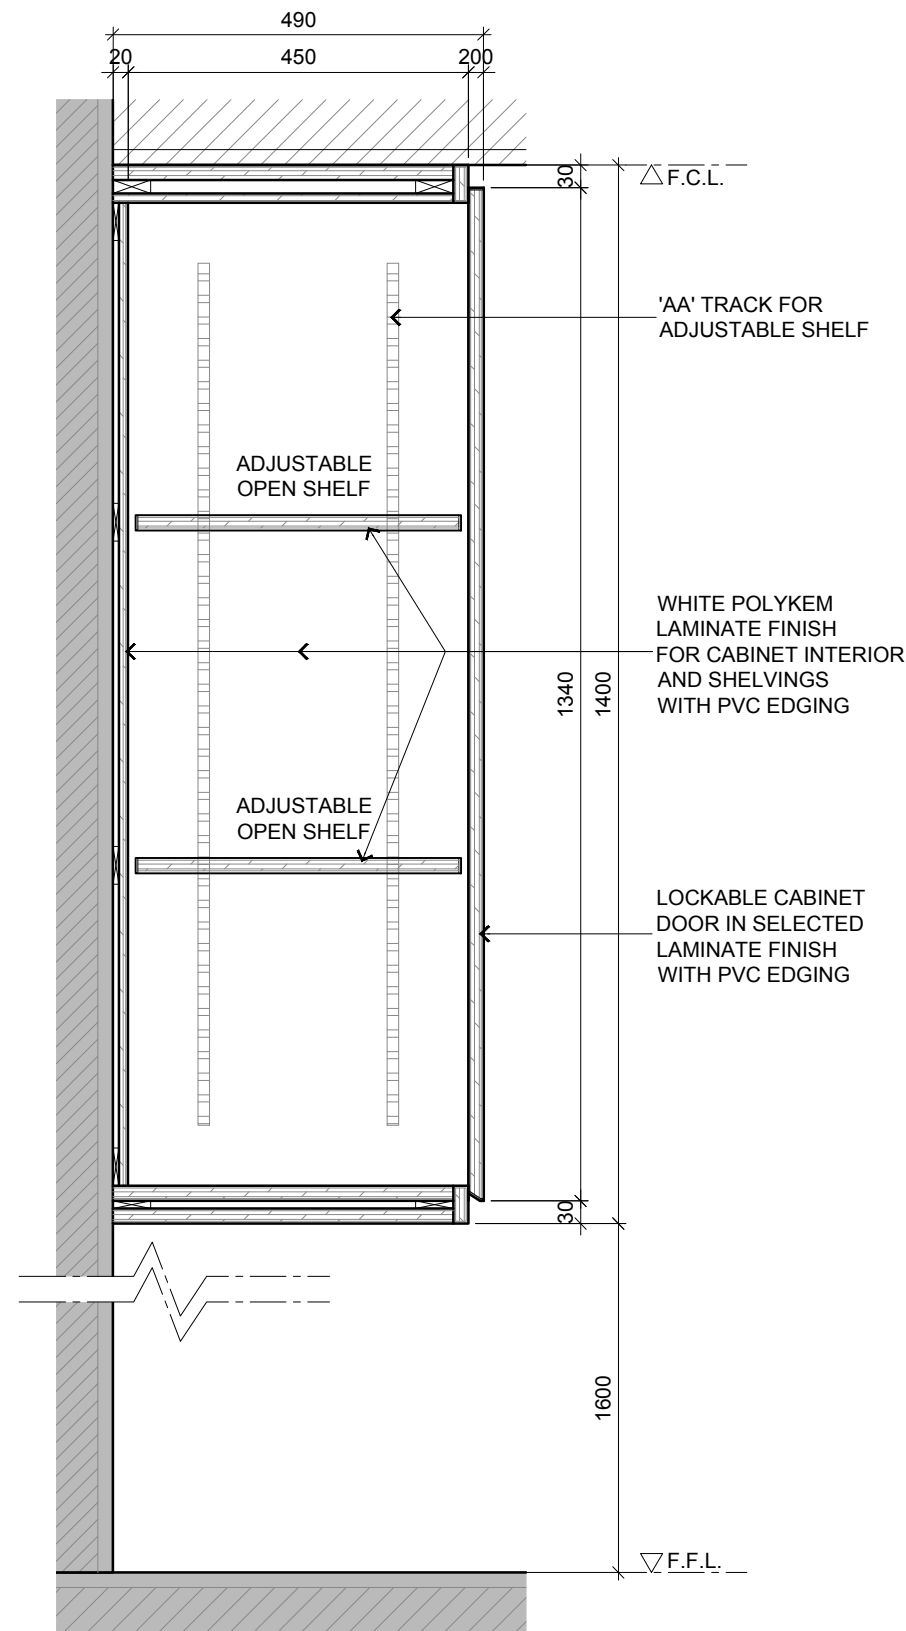 490
20
450
200
30
F.C.L.
'AA' TRACK FOR
ADJUSTABLE SHELF
ADJUSTABLE
OPEN SHELF
WHITE POLYKEM
LAMINATE FINISH
FOR CABINET INTERIOR
AND SHELVINGS
WITH PVC EDGING
1340
1400
ADJUSTABLE
OPEN SHELF
LOCKABLE CABINET
DOOR IN SELECTED
LAMINATE FINISH
WITH PVC EDGING
30
1600
F.F.L.